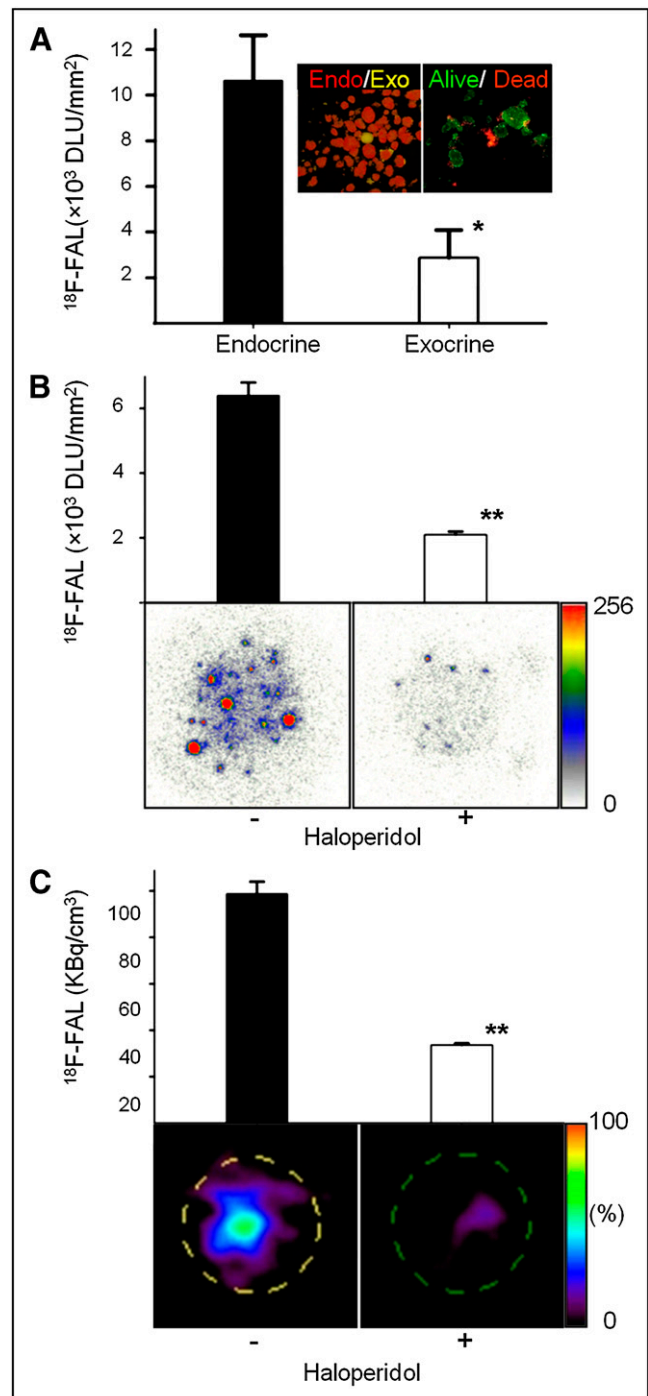 A
¹⁸F-FAL(×10³ DLU/mm²)
12
10
8
6
4
2
Endo/Exo
Alive/ Dead
*
Endocrine
Exocrine
B
¹⁸F-FAL (×10³ DLU/mm²)
6
4
2
**
256
0
-
+
Haloperidol
C
¹⁸F-FAL (KBq/cm³)
100
80
60
40
20
**
100
(%)
0
-
+
Haloperidol